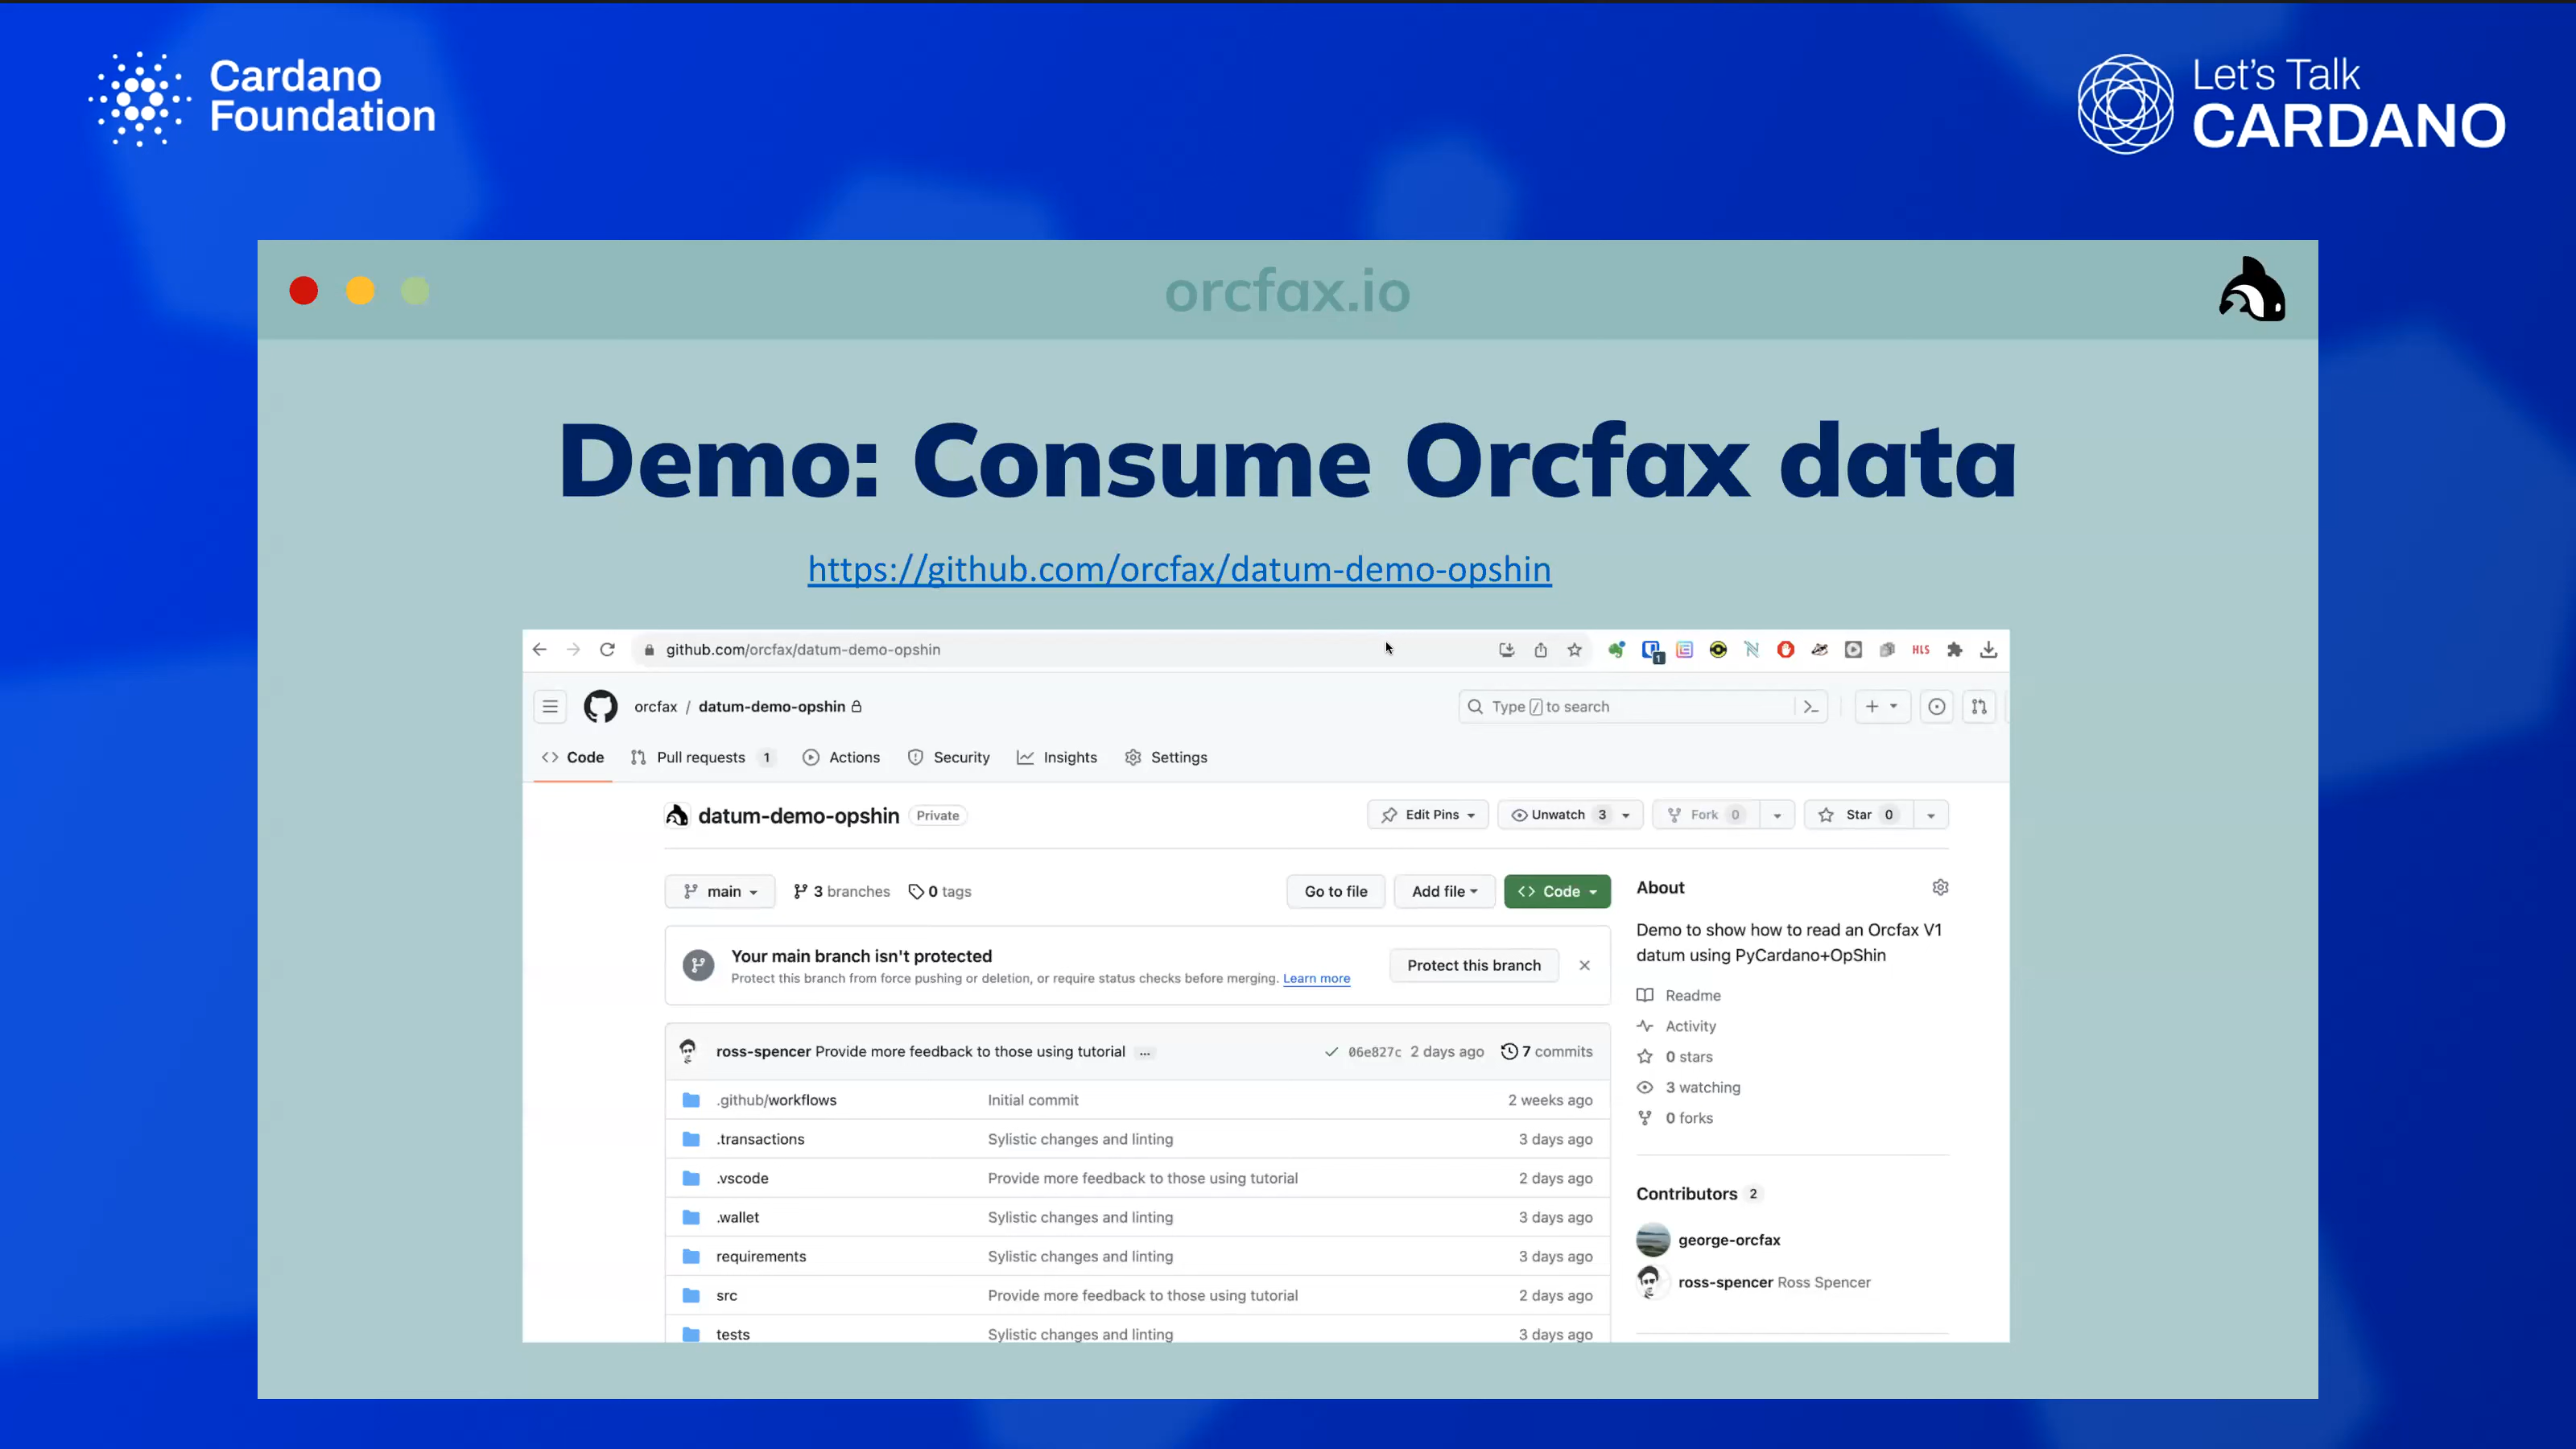 Cardano
Foundation
Let's Talk
CARDANO
orcfax.io
Demo: Consume Orcfax data
https://github.com/orcfax/datum-demo-opshin
github.com/orcfax/datum-demo-opshin
1
HLS
orcfax / datum-demo-opshin
Type / to search
Code Pull requests 1 Actions Security Insights Settings
datum-demo-opshin Private
Edit Pins Unwatch 3 Fork 0 Star 0
main 3 branches 0 tags Go to file Add file Code
Your main branch isn't protected
Protect this branch from force pushing or deletion, or require status checks before merging. Learn more
Protect this branch
ross-spencer Provide more feedback to those using tutorial ... 06e827c 2 days ago 7 commits
.github/workflows Initial commit 2 weeks ago
.transactions Sylistic changes and linting 3 days ago
.vscode Provide more feedback to those using tutorial 2 days ago
.wallet Sylistic changes and linting 3 days ago
requirements Sylistic changes and linting 3 days ago
src Provide more feedback to those using tutorial 2 days ago
tests Sylistic changes and linting 3 days ago
About
Demo to show how to read an Orcfax V1
datum using PyCardano+OpShin
Readme
Activity
0 stars
3 watching
0 forks
Contributors 2
george-orcfax
ross-spencer Ross Spencer